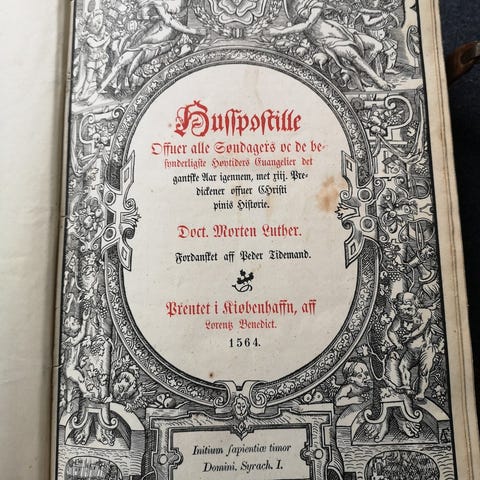 Husspostille
Offuer alle Søndagers oc de be-
synderligste Høytiders Euangelier det
gantske Aar igennem, met xiij. Pre-
dickener offuer CHristi
pinis Historie.
Doct. Morten Luther.
Fordansket aff Peder Tidemand.
Prentet i Kiøbenhaffn, aff
Lorentz Benedict.
1564.
Initium sapientiæ timor
Domini. Syrach. I.